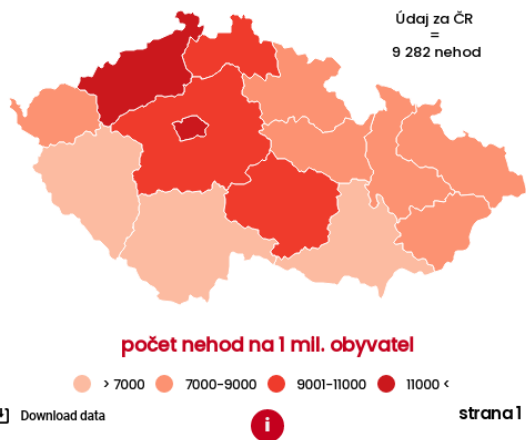 Údaj za ČR
=
9 282 nehod
počet nehod na 1 mil. obyvatel
> 7000 7000-9000 9001-11000 11000 <
Download data
i
strana 1